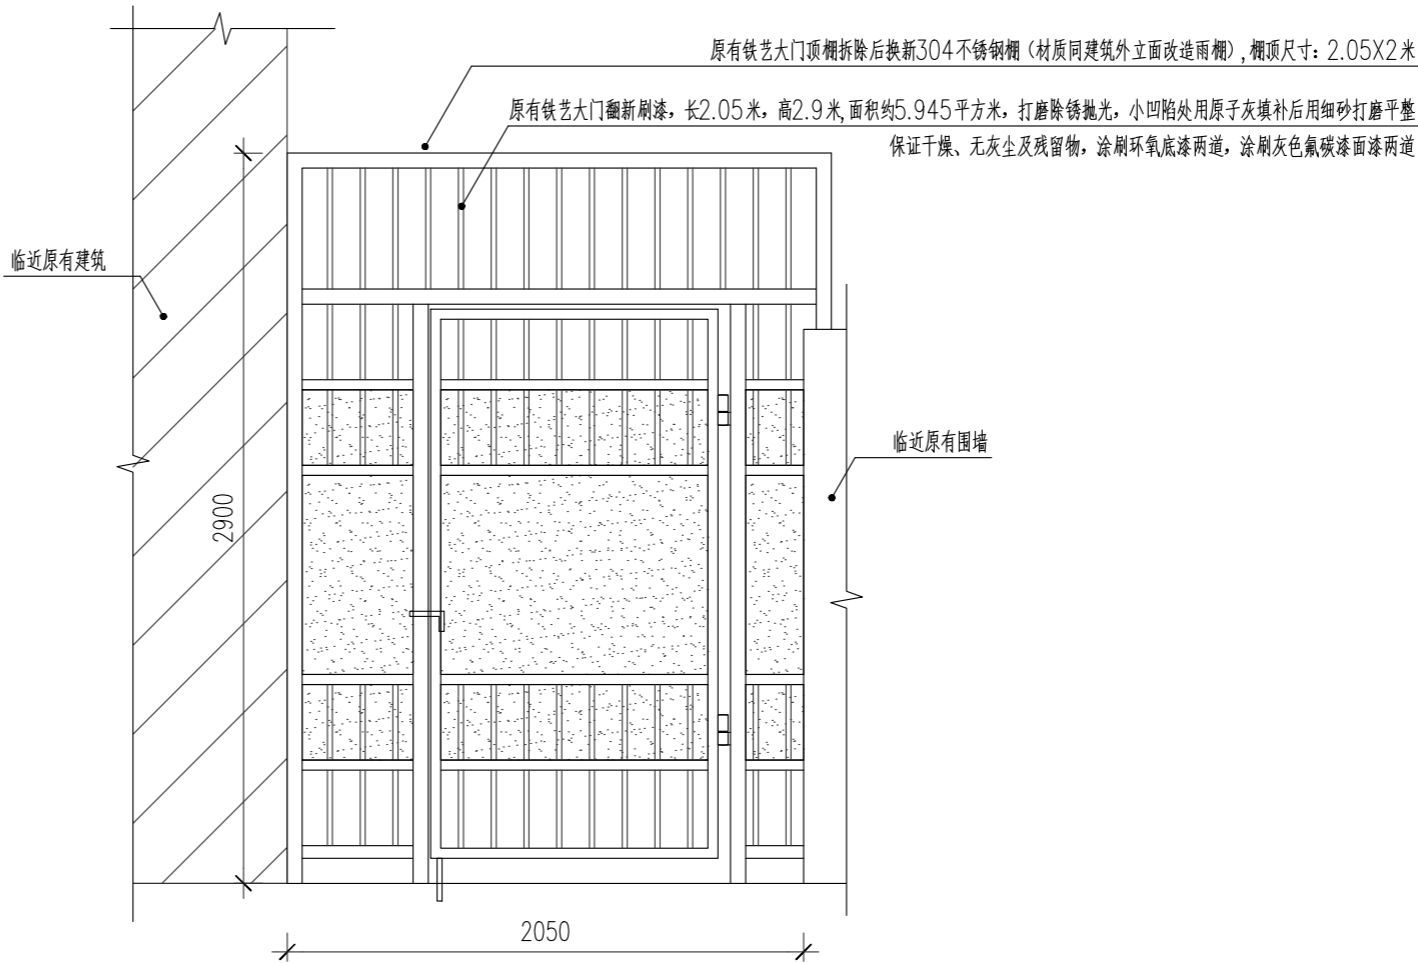 原有铁艺大门顶棚拆除后换新304不锈钢棚（材质同建筑外立面改造雨棚）,棚顶尺寸：2.05X2米
原有铁艺大门翻新刷漆，长2.05米，高2.9米,面积约5.945平方米，打磨除锈抛光，小凹陷处用原子灰填补后用细砂打磨平整
保证干燥、无灰尘及残留物，涂刷环氧底漆两道，涂刷灰色氟碳漆面漆两道
临近原有建筑
临近原有围墙
2900
2050